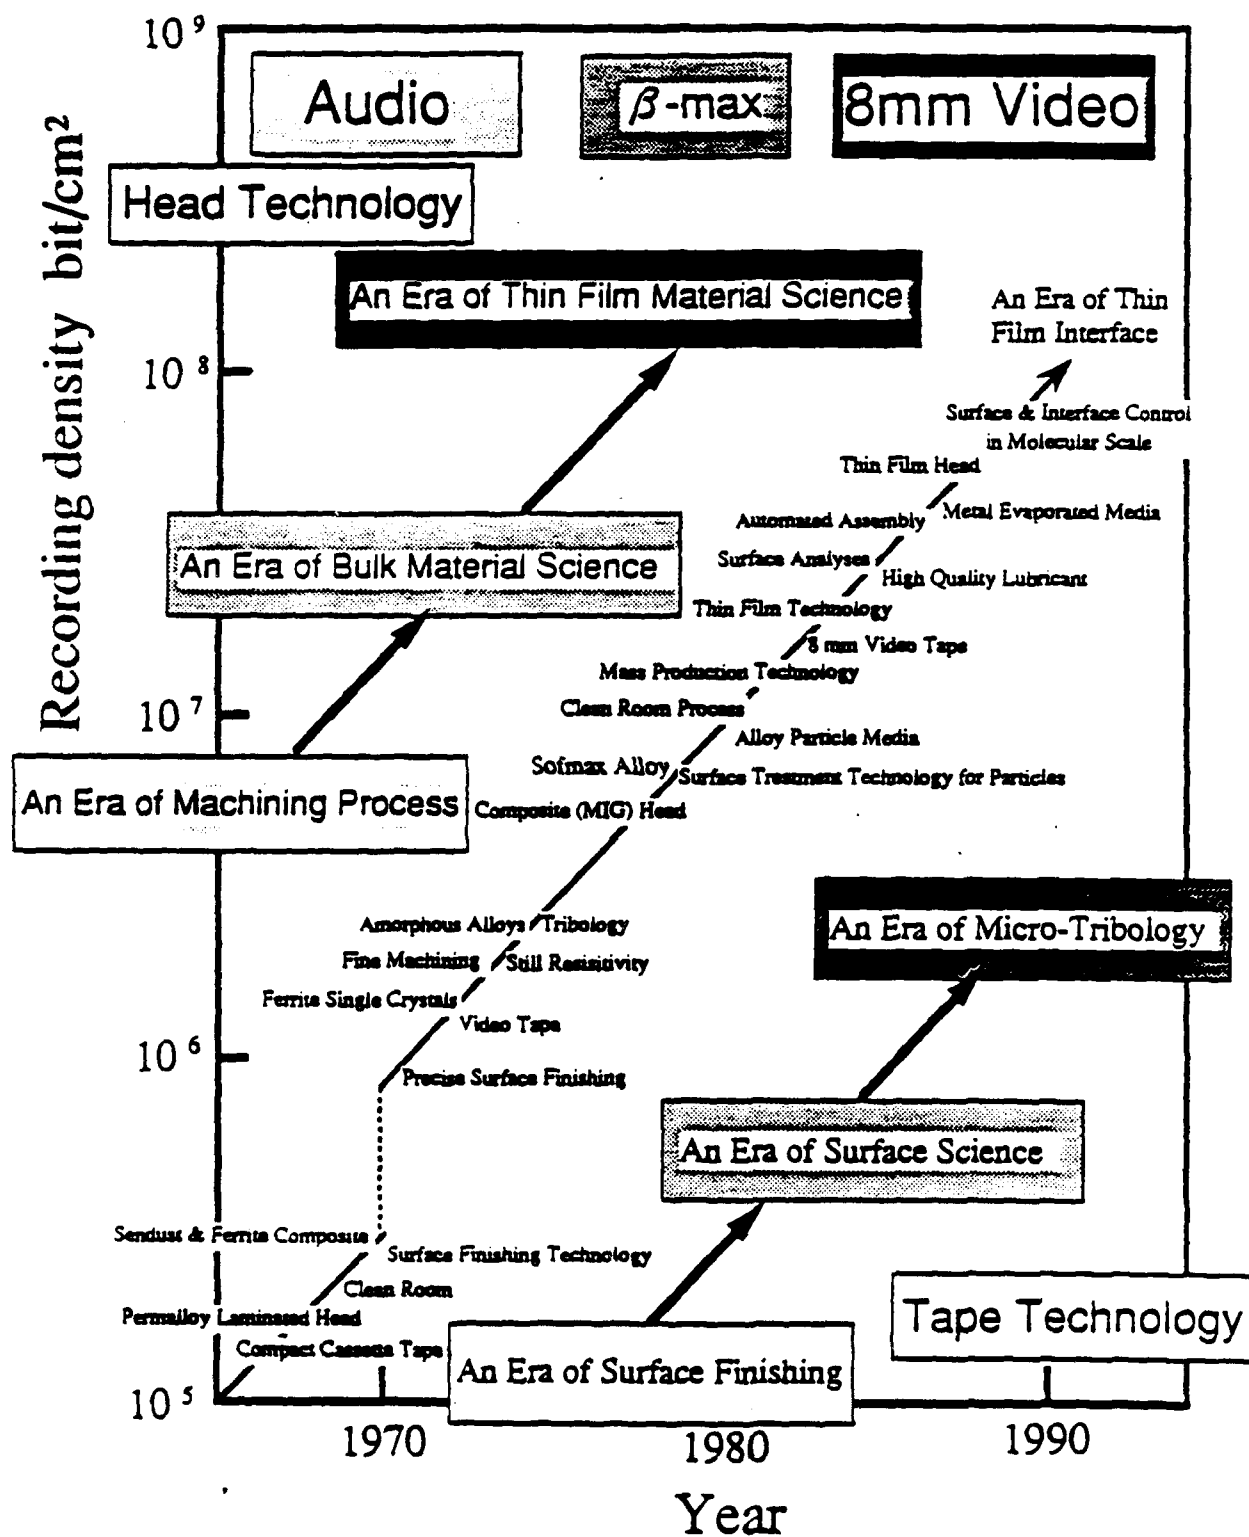 10⁹
Audio
β-max
8mm Video
Head Technology
Recording density bit/cm²
An Era of Thin Film Material Science
An Era of Thin
Film Interface
10⁸
Surface & Interface Control
in Molecular Scale
Thin Film Head
Metal Evaporated Media
Automated Assembly
Surface Analyses
An Era of Bulk Material Science
High Quality Lubricant
Thin Film Technology
8 mm Video Tape
Mass Production Technology
10⁷
Clean Room Process
Alloy Particle Media
Sofmax Alloy
Surface Treatment Technology for Particles
An Era of Machining Process
Composite (MIG) Head
Amorphous Alloys
Tribology
An Era of Micro-Tribology
Fine Machining
Still Resisitivity
Ferrite Single Crystals
Video Tape
10⁶
Precise Surface Finishing
An Era of Surface Science
Sendust & Ferrite Composite
Surface Finishing Technology
Clean Room
Permalloy Laminated Head
Tape Technology
Compact Cassette Tape
An Era of Surface Finishing
10⁵
1970
1980
1990
Year